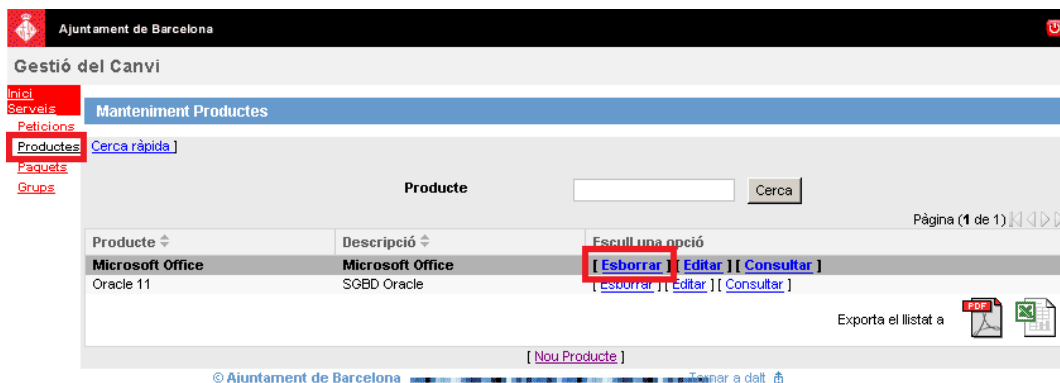 Ajuntament de Barcelona
Gestió del Canvi
Inici
Serveis
Peticions
Productes
Paquets
Grups
Manteniment Productes
Cerca ràpida ]
Producte Cerca
Pàgina (1 de 1)
Producte Descripció Escull una opció
Microsoft Office Microsoft Office [ Esborrar ] [ Editar ] [ Consultar ]
Oracle 11 SGBD Oracle [ Esborrar ] [ Editar ] [ Consultar ]
Exporta el llistat a PDF
[ Nou Producte ]
© Ajuntament de Barcelona Tornar a dalt